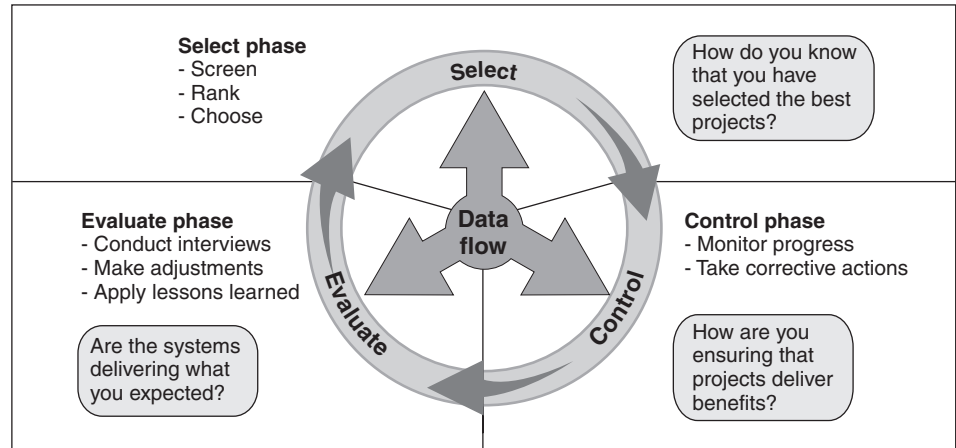 Select phase
- Screen
- Rank
- Choose
Select
How do you know
that you have
selected the best
projects?
Data
flow
Evaluate phase
- Conduct interviews
- Make adjustments
- Apply lessons learned
Evaluate
Are the systems
delivering what
you expected?
Control phase
- Monitor progress
- Take corrective actions
Control
How are you
ensuring that
projects deliver
benefits?